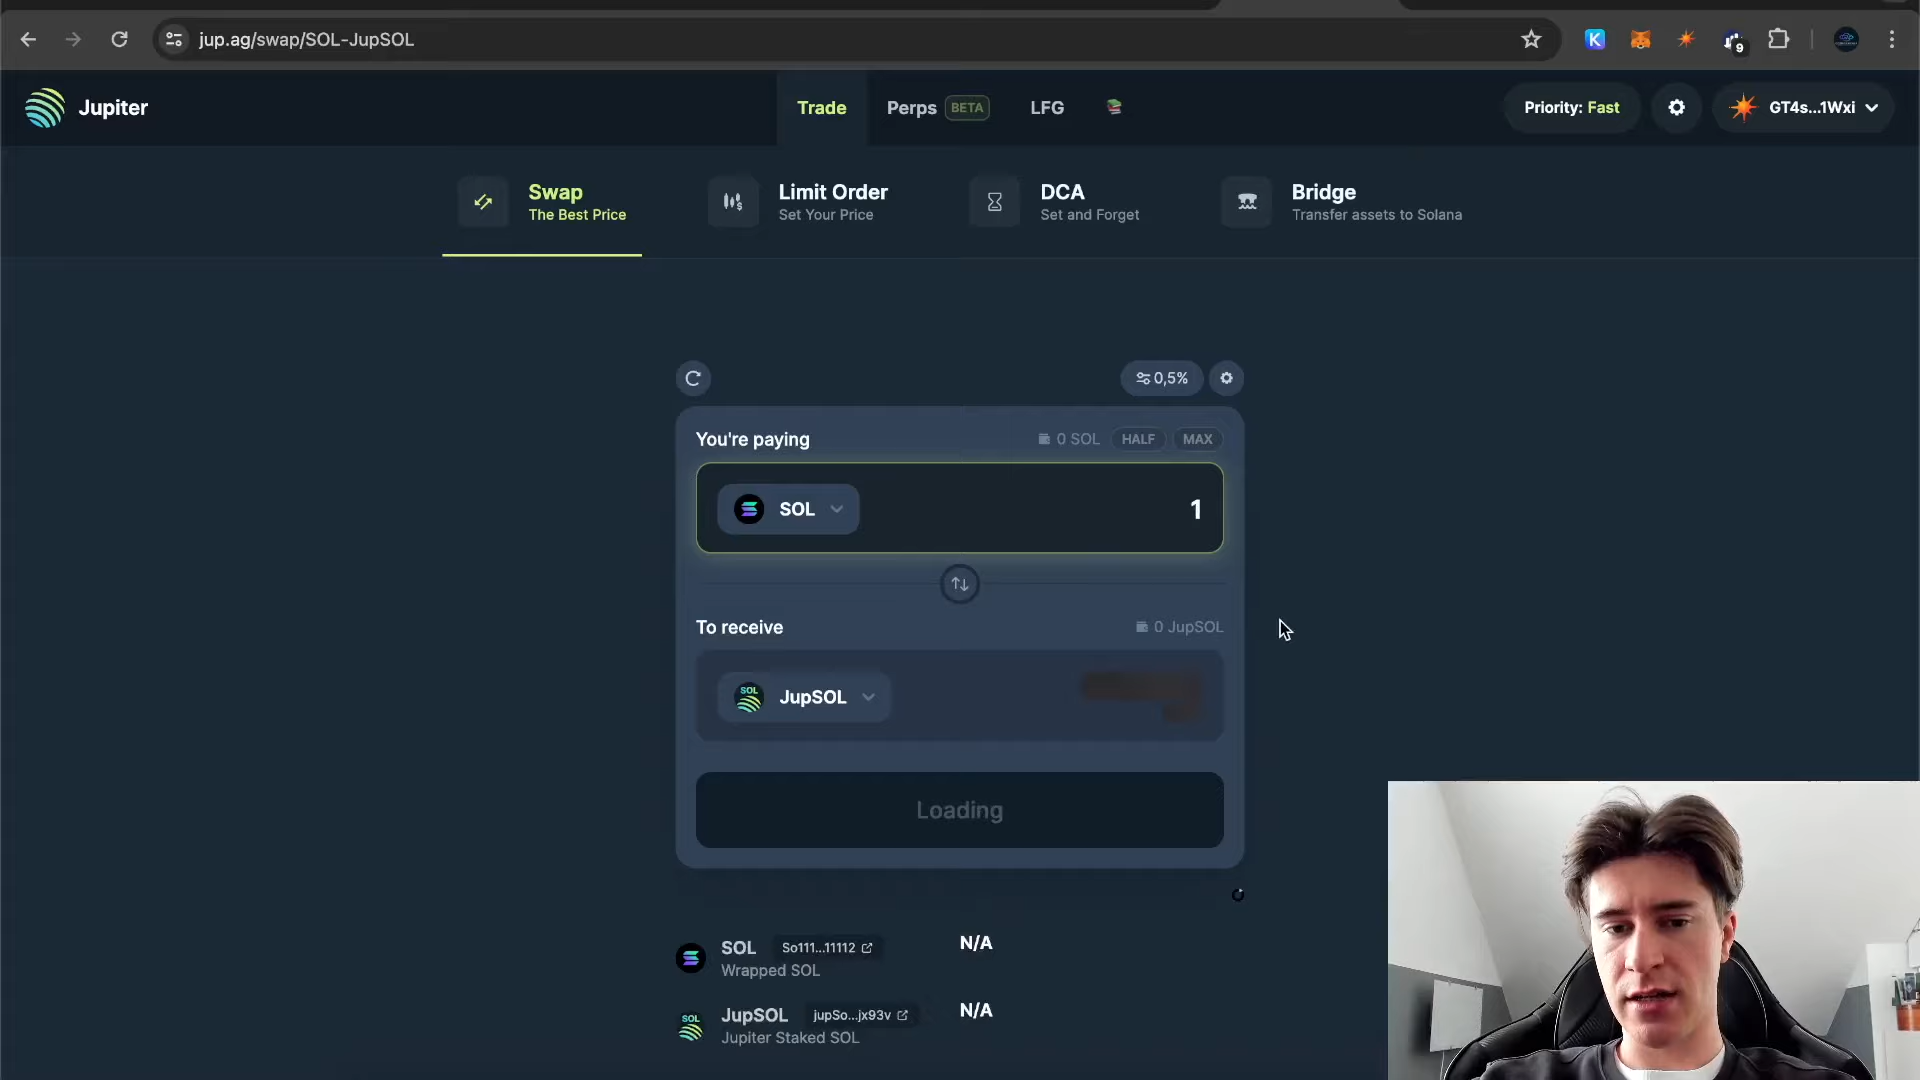 jup.ag/swap/SOL-JupSOL
9
Jupiter
Trade
Perps BETA
LFG
Priority: Fast
GT4s...1Wxi
Swap
The Best Price
Limit Order
Set Your Price
DCA
Set and Forget
Bridge
Transfer assets to Solana
0,5%
You're paying
0 SOL HALF MAX
SOL
1
To receive
0 JupSOL
SOL
JupSOL
Loading
SOL So111...11112
N/A
Wrapped SOL
SOL
JupSOL jupSo...jx93v
N/A
Jupiter Staked SOL